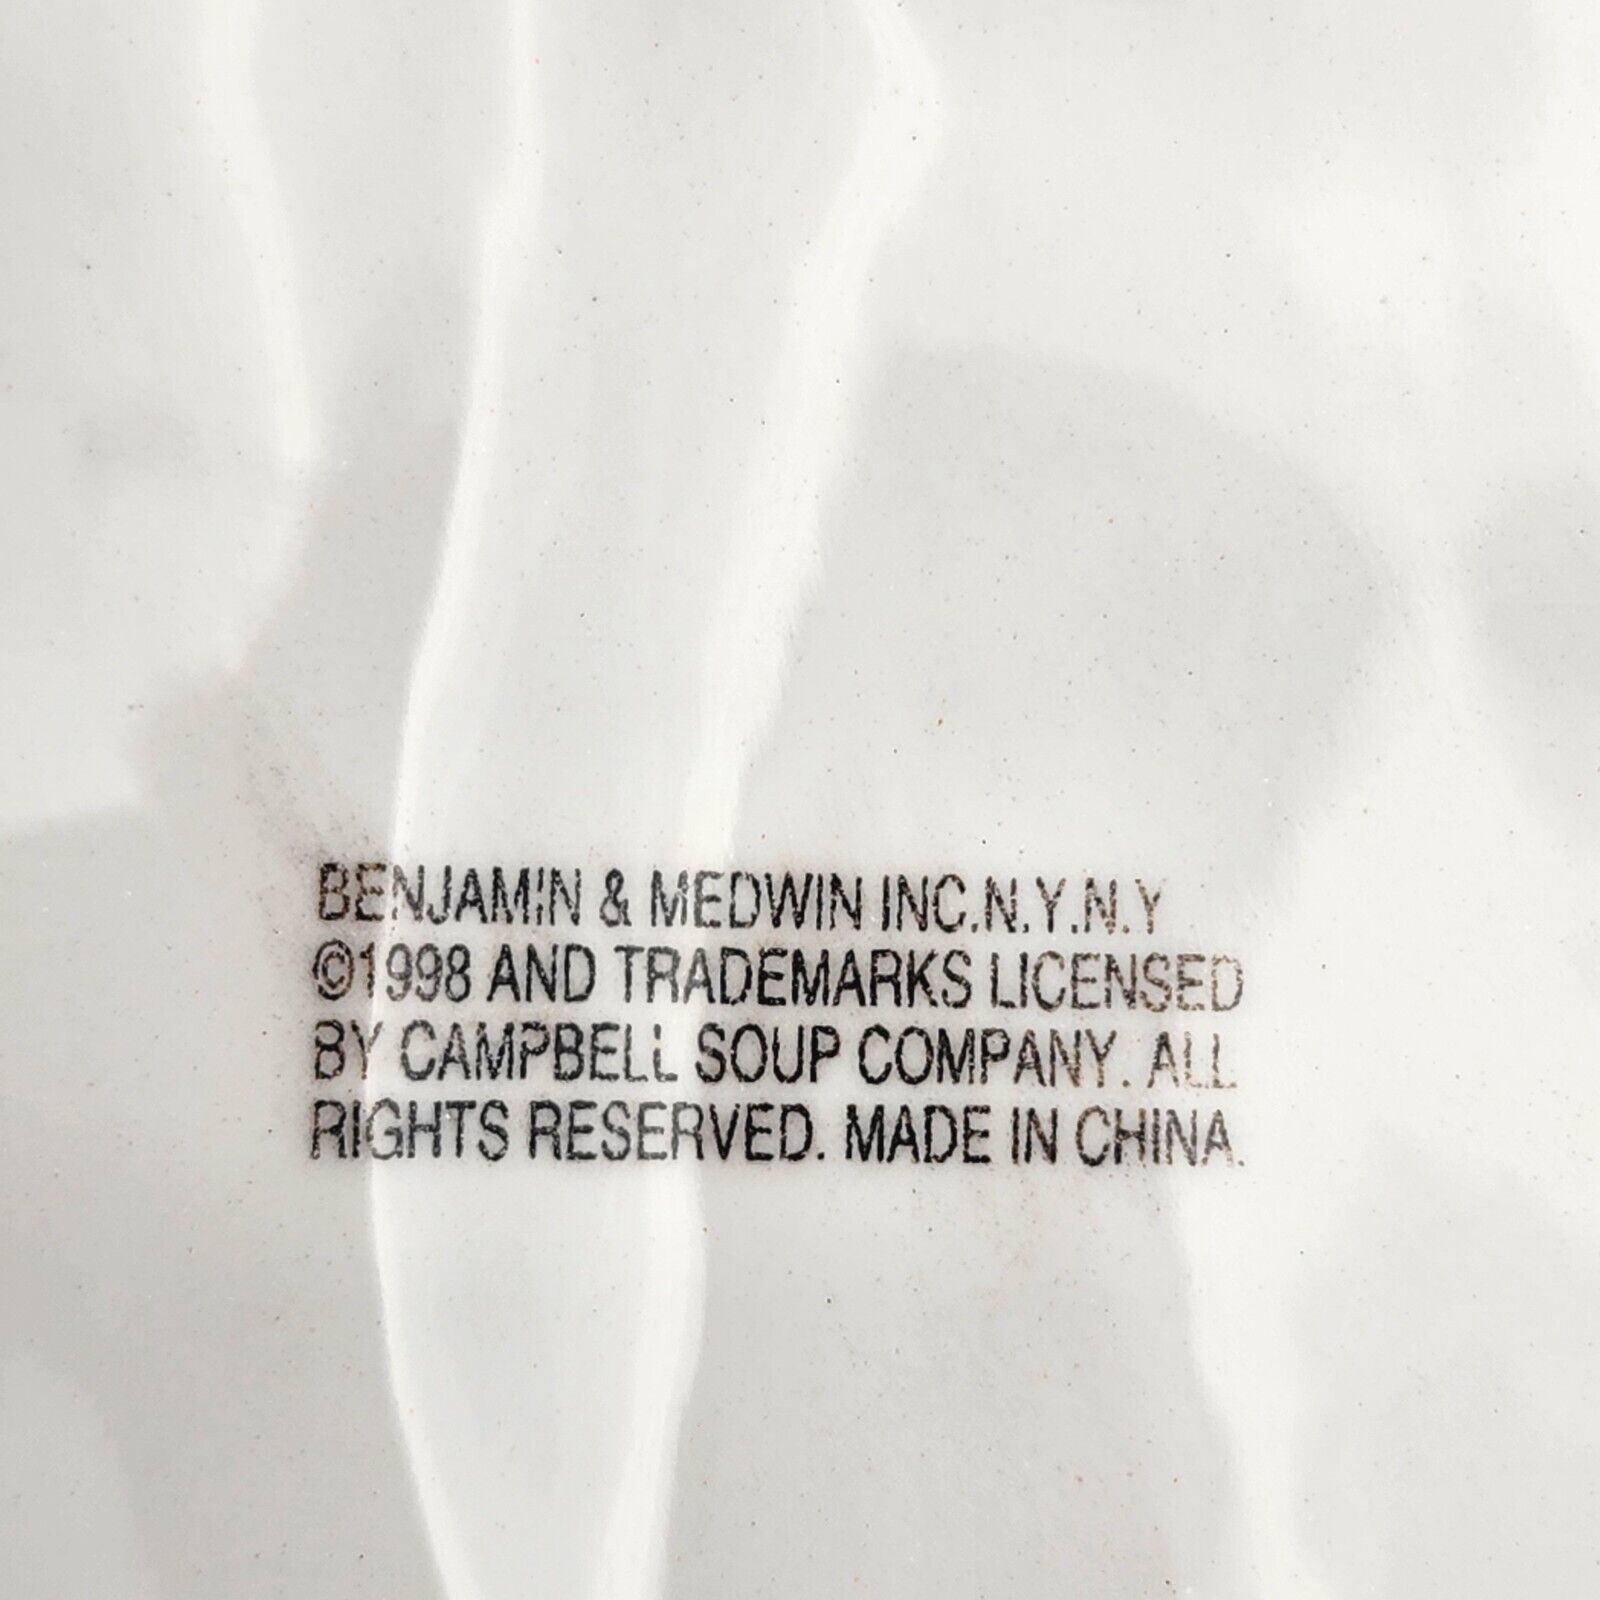 BENJAMIN & MEDWIN INC.N.Y.N.Y
©1998 AND TRADEMARKS LICENSED
BY CAMPBELL SOUP COMPANY. ALL
RIGHTS RESERVED. MADE IN CHINA.